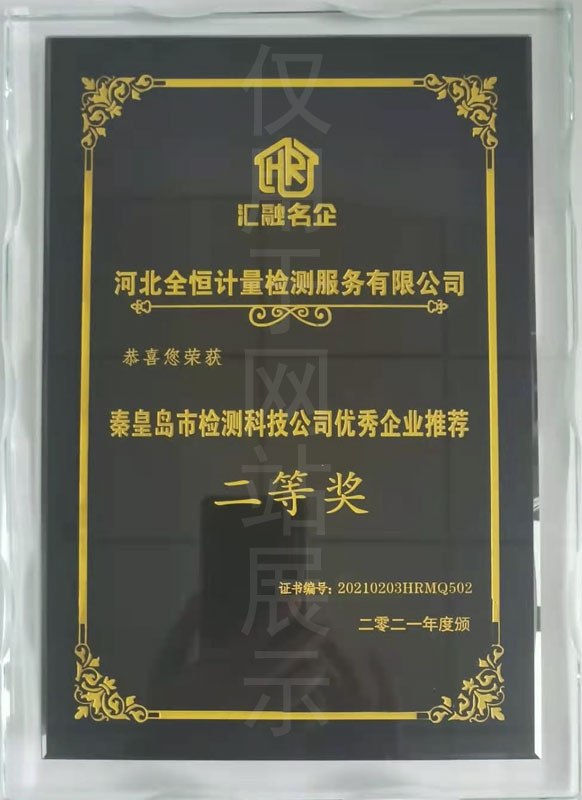 HR
汇融名企
河北全恒计量检测服务有限公司
恭喜您荣获
秦皇岛市检测科技公司优秀企业推荐
二等奖
证书编号：20210203HRMQ502
二零二一年度颁
仅用于网站展示